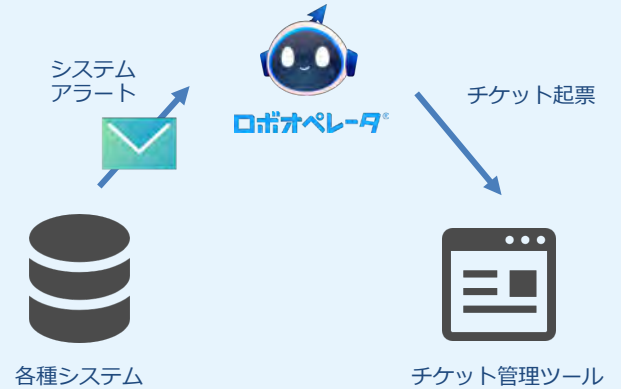 システム
アラート
ロボオペレータ®
チケット起票
各種システム
チケット管理ツール